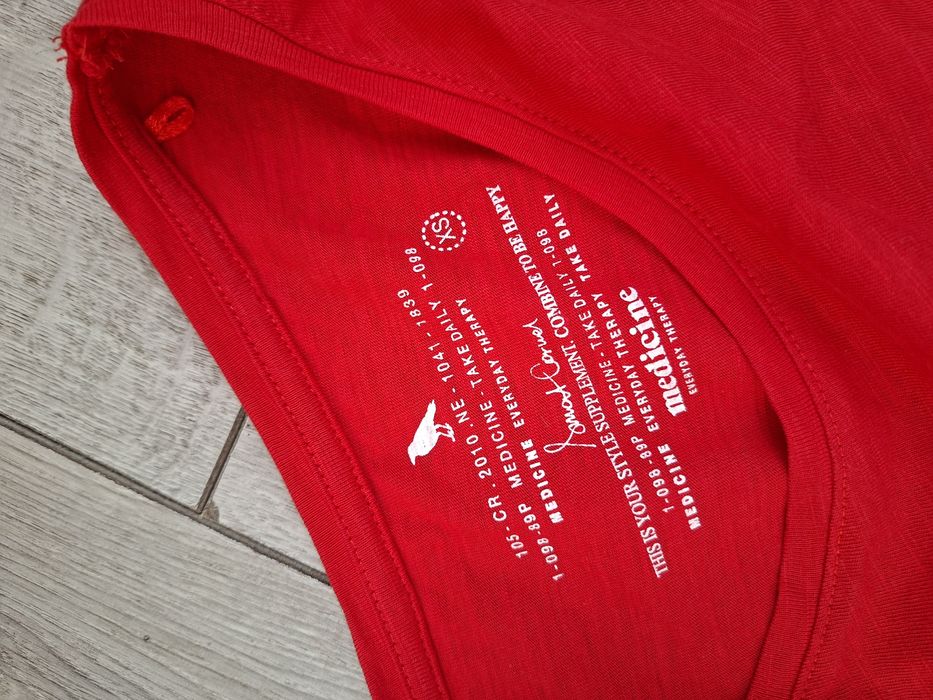 XS
105 - CR - 2010 .NE - 1041 - 1839
1-098-89P MEDICINE - TAKE DAILY 1-098
MEDICINE EVERYDAY THERAPY
THIS IS YOUR STYLE SUPPLEMENT. COMBINE TO BE HAPPY
1-098-89P MEDICINE - TAKE DAILY 1-098
MEDICINE EVERYDAY THERAPY TAKE DAILY
medicine
EVERYDAY THERAPY